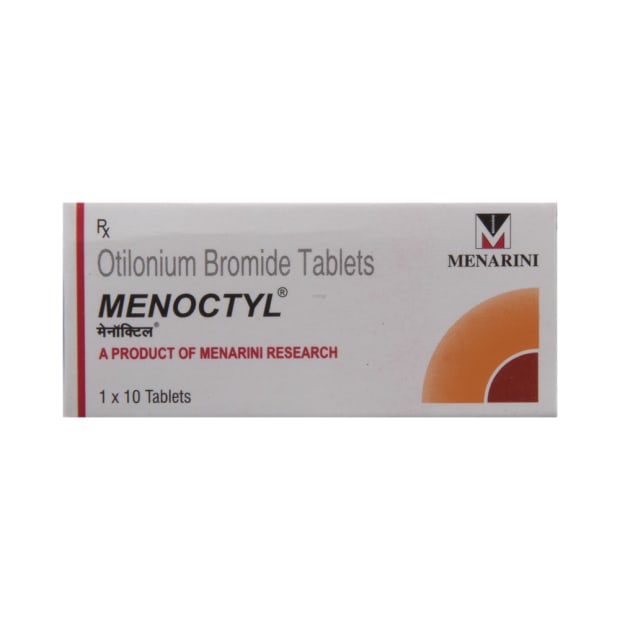 Rx
Otilonium Bromide Tablets
MENARINI
MENOCTYL®
मेनॉक्टिल®
A PRODUCT OF MENARINI RESEARCH
1 x 10 Tablets